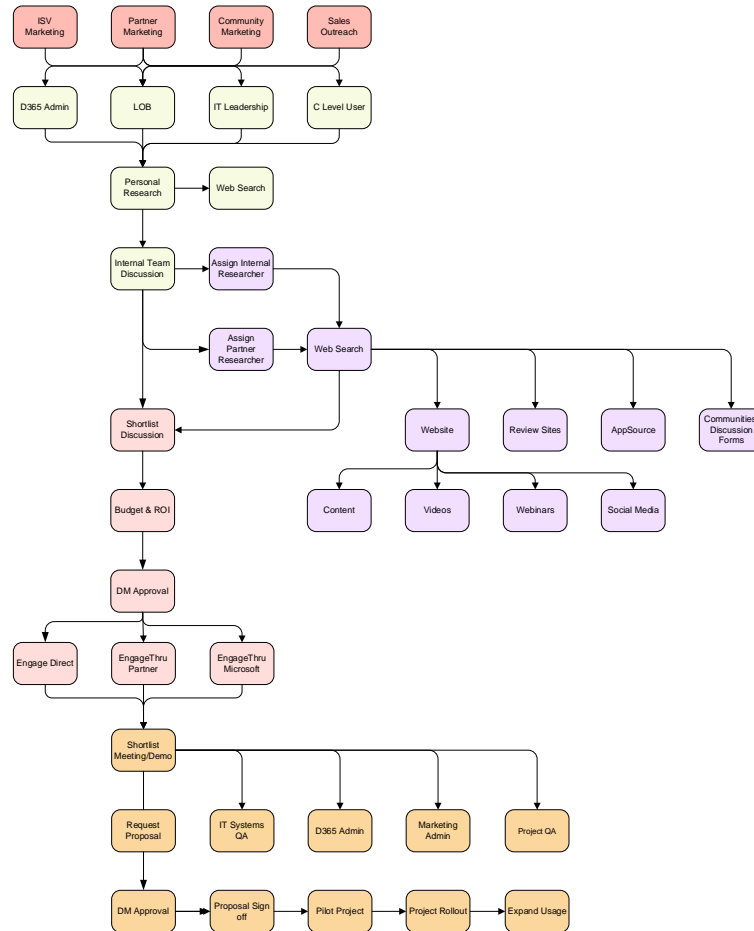 ISV
Marketing
Partner
Marketing
Community
Marketing
Sales
Outreach
D365 Admin
LOB
IT Leadership
C Level User
Personal
Research
Web Search
Internal Team
Discussion
Assign Internal
Researcher
Assign
Partner
Researcher
Web Search
Shortlist
Discussion
Website
Review Sites
AppSource
Communities
Discussion
Forms
Budget & ROI
Content
Videos
Webinars
Social Media
DM Approval
Engage Direct
EngageThru
Partner
EngageThru
Microsoft
Shortlist
Meeting/Demo
Request
Proposal
IT Systems
QA
D365 Admin
Marketing
Admin
Project QA
DM Approval
Proposal Sign
off
Pilot Project
Project Rollout
Expand Usage